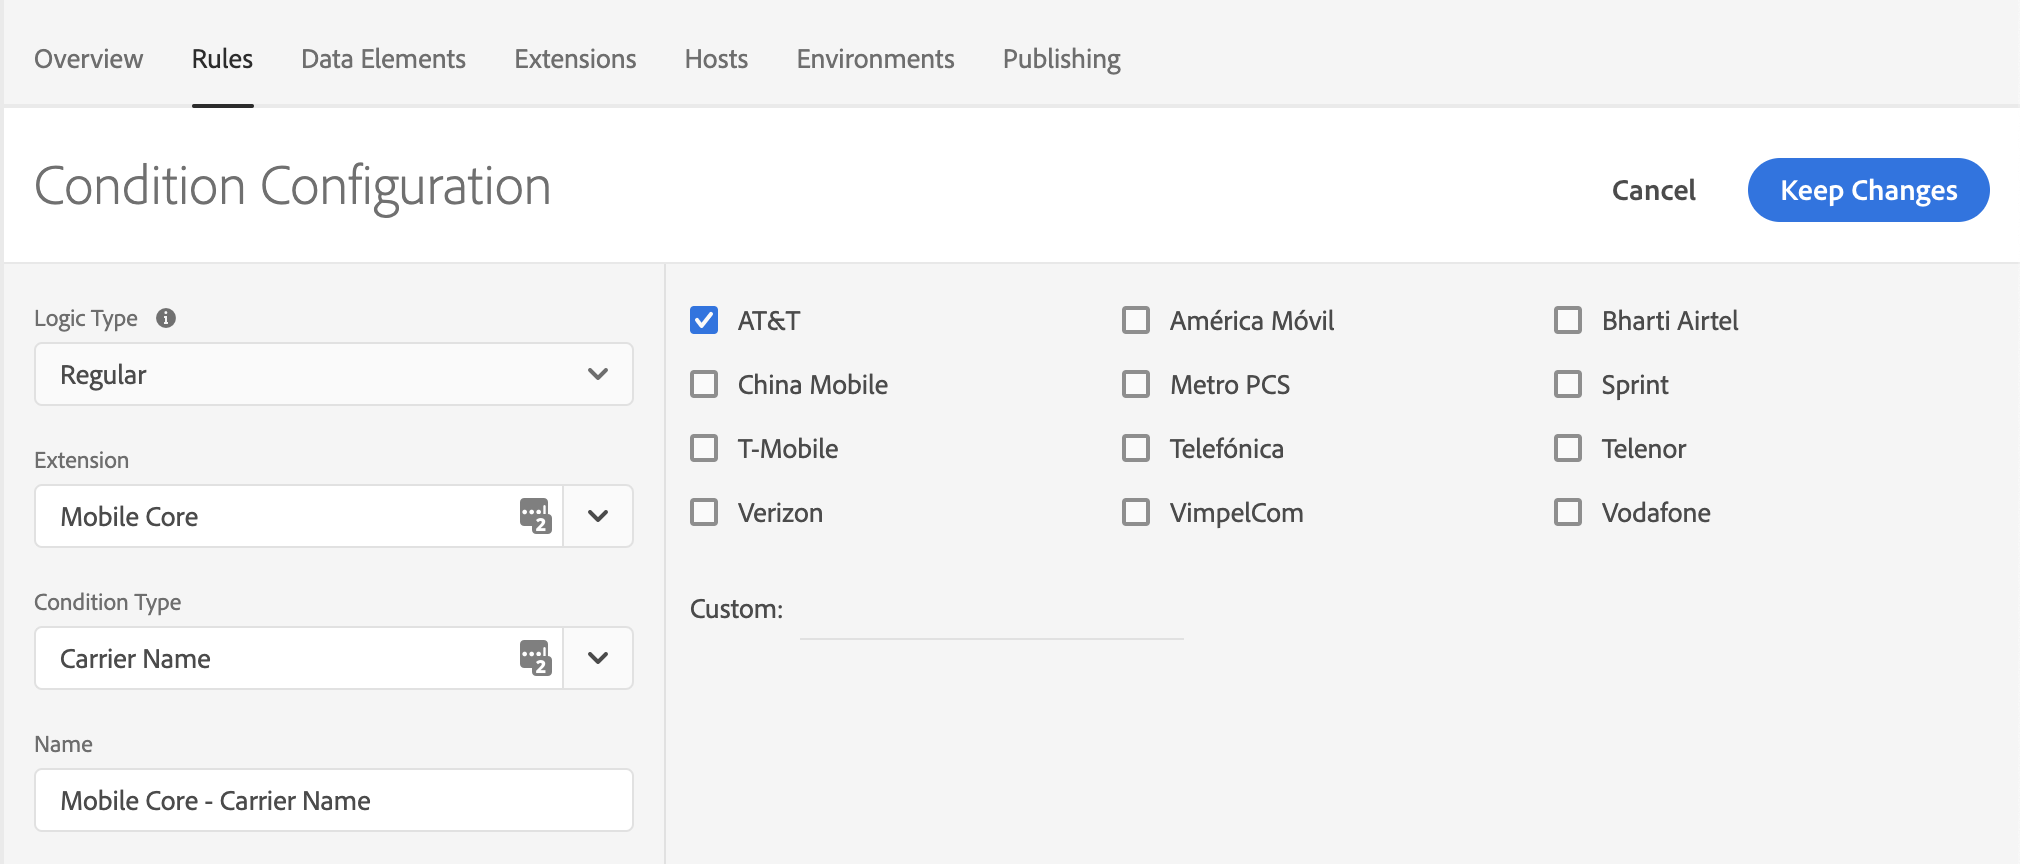 Overview Rules Data Elements Extensions Hosts Environments Publishing
Condition Configuration
Cancel Keep Changes
Logic Type
Regular
Extension
Mobile Core
2
Condition Type
Carrier Name
2
Name
Mobile Core - Carrier Name
AT&T América Móvil Bharti Airtel
China Mobile Metro PCS Sprint
T-Mobile Telefónica Telenor
Verizon VimpelCom Vodafone
Custom: